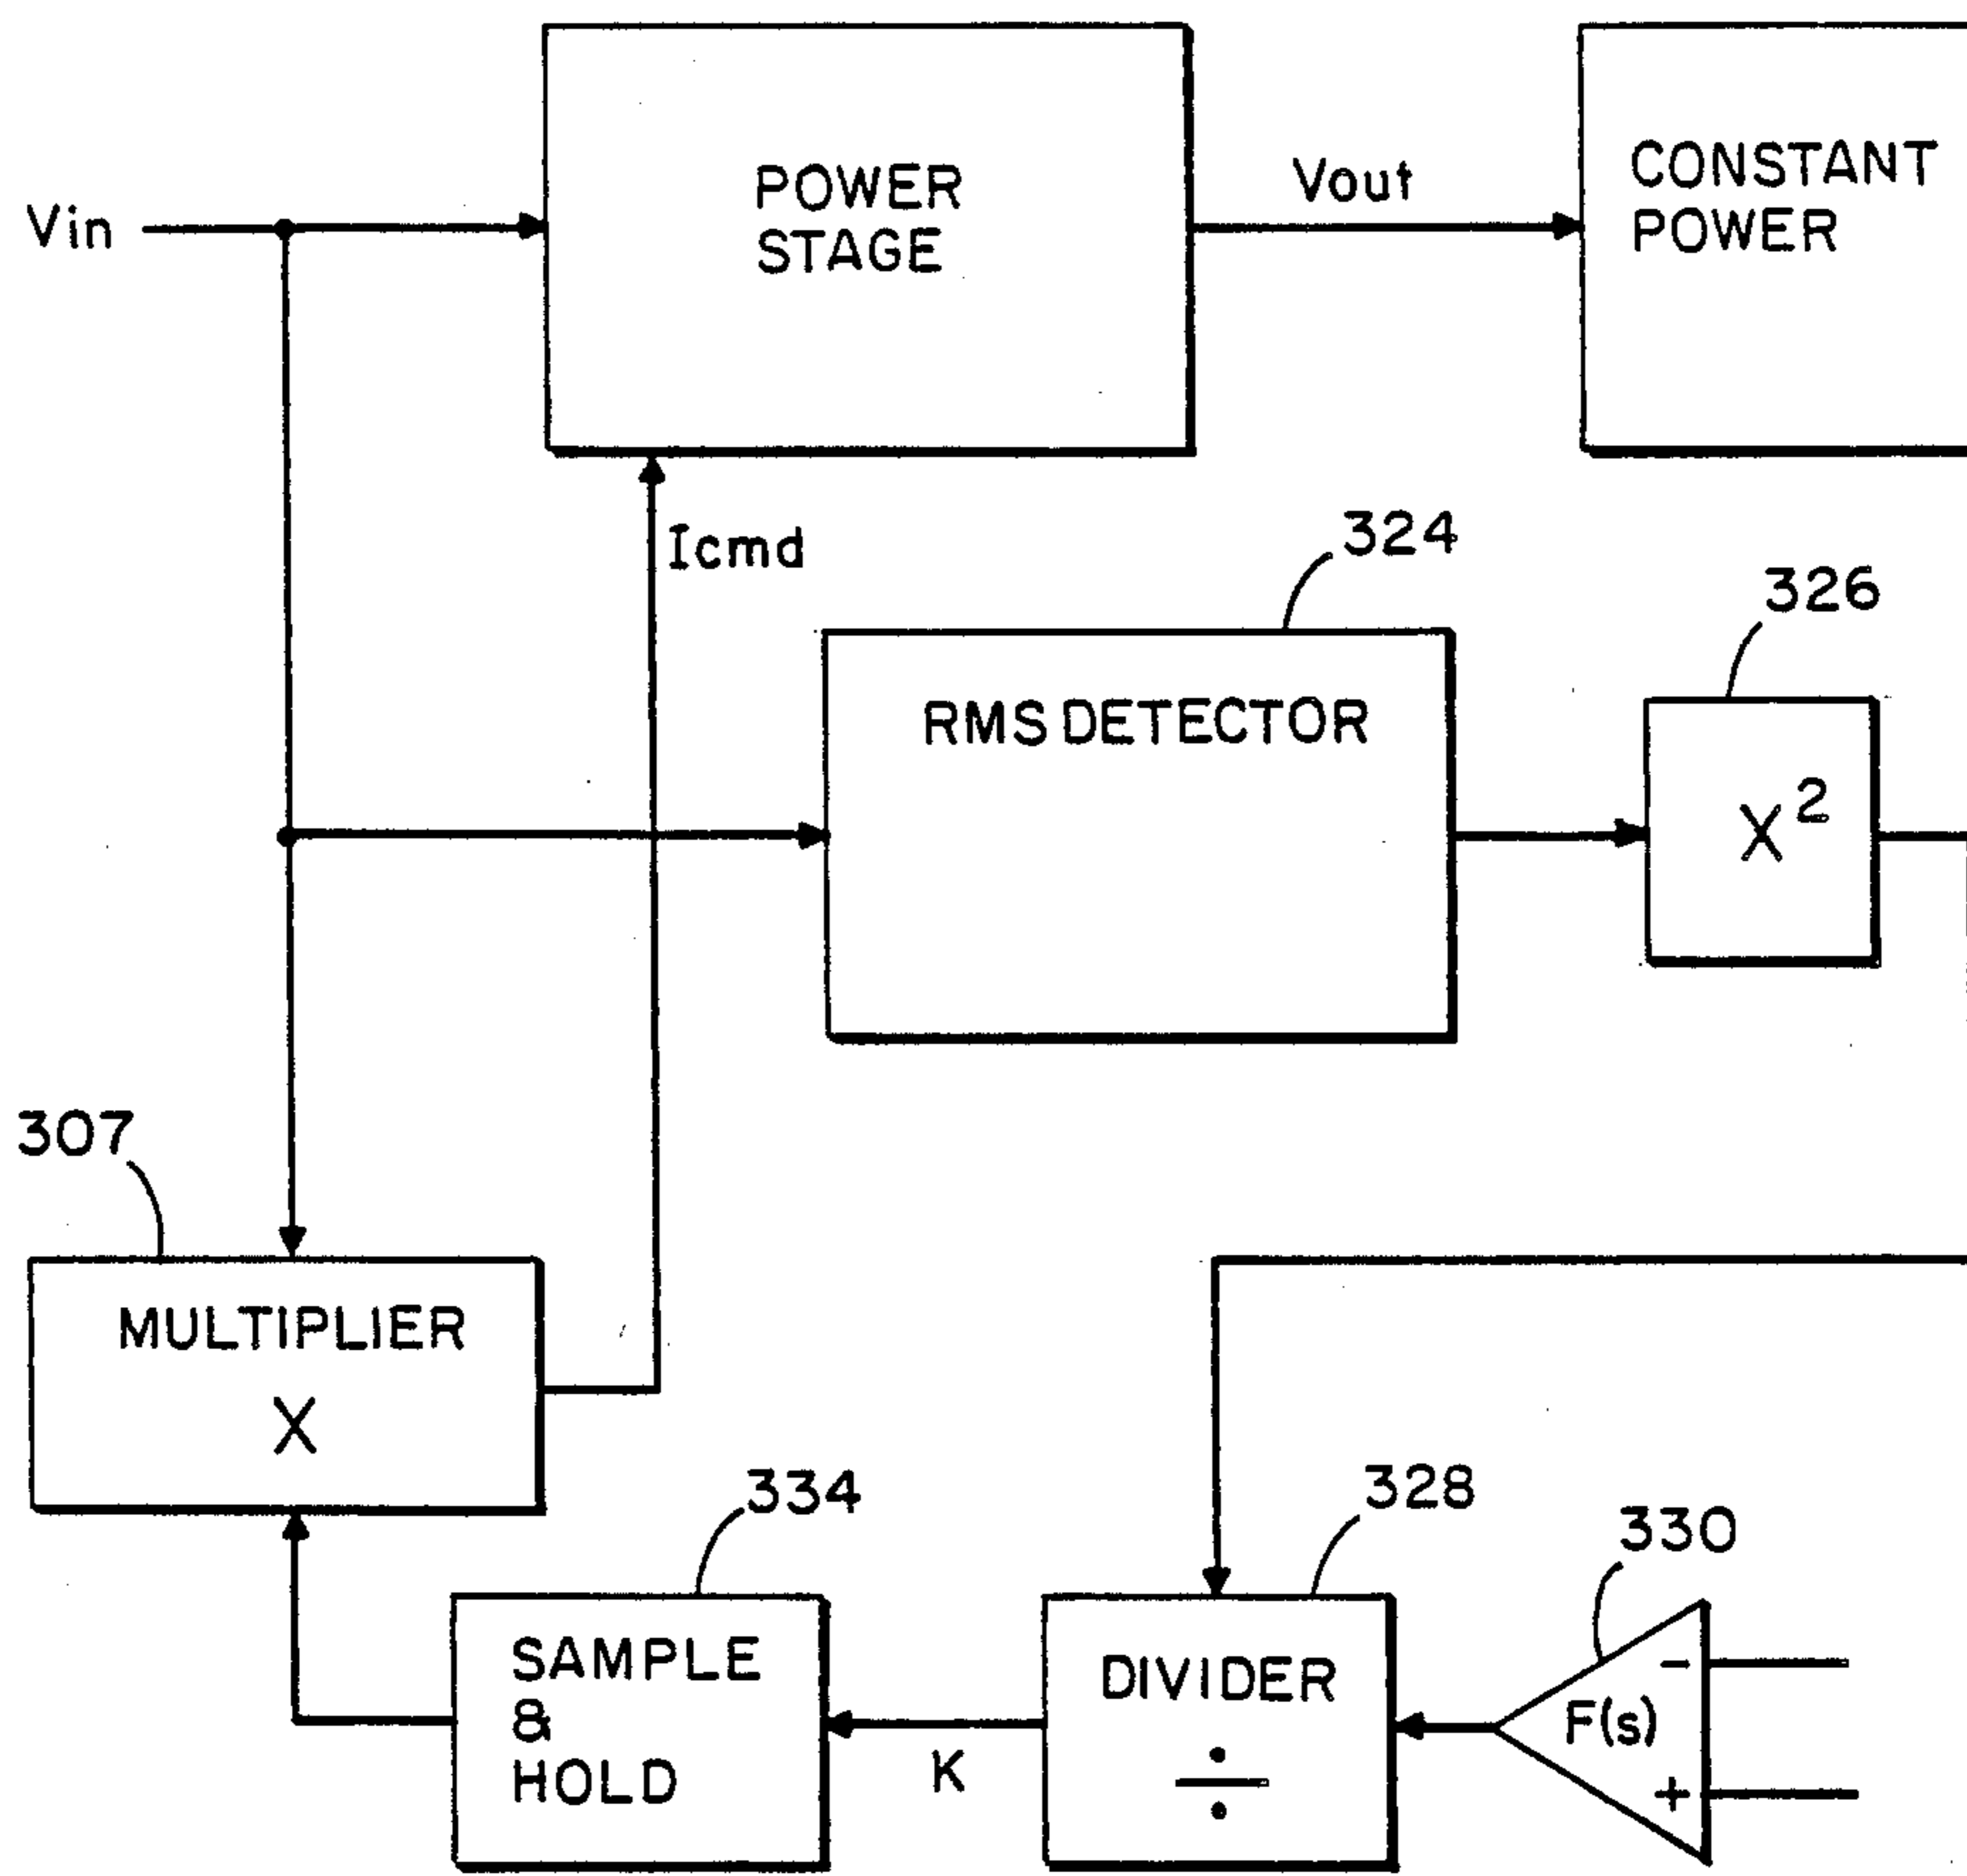 POWER
STAGE
CONSTANT
POWER
Vin
Vout
Icmd
324
326
RMS DETECTOR
X²
307
MULTIPLIER
X
334
328
330
SAMPLE
&
HOLD
K
DIVIDER
÷
F(s)
-
+